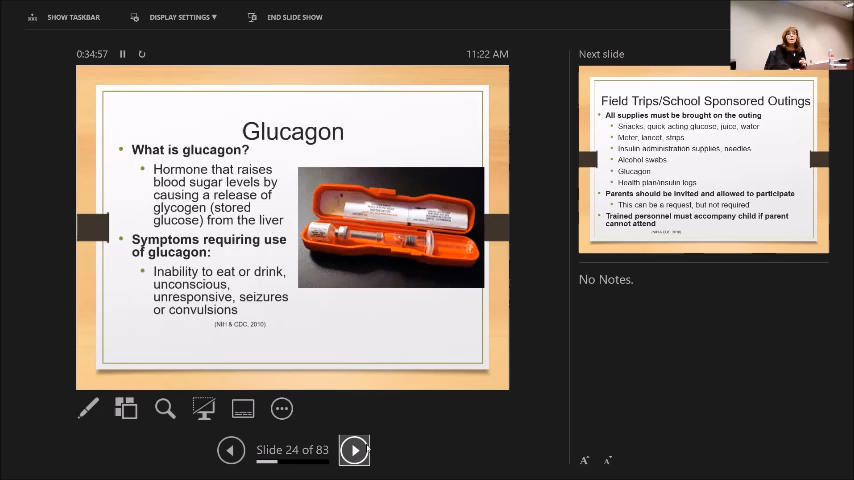 SHOW TASKBAR
DISPLAY SETTINGS ▼
END SLIDE SHOW
0:34:57
11:22 AM
Glucagon
• What is glucagon?
• Hormone that raises
blood sugar levels by
causing a release of
glycogen (stored
glucose) from the liver
• Symptoms requiring use
of glucagon:
• Inability to eat or drink,
unconscious,
unresponsive, seizures
or convulsions
(NIH & CDC, 2010)
Slide 24 of 83
Next slide
Field Trips/School Sponsored Outings
• All supplies must be brought on the outing
• Snacks, quick acting glucose, juice, water
• Meter, lancet, strips
• Insulin administration supplies, needles
• Alcohol swabs
• Glucagon
• Health plan/insulin logs
• Parents should be invited and allowed to participate
• This can be a request, but not required
• Trained personnel must accompany child if parent
cannot attend
(NIH & CDC, 2010)
No Notes.
A A